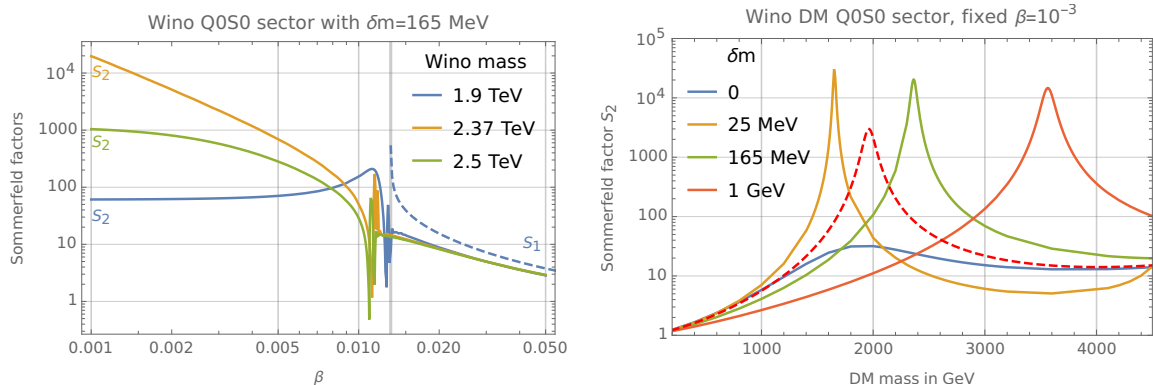 Wino Q0S0 sector with δm=165 MeV
Sommerfeld factors
10⁴
1000
100
10
1
S₂
S₂
S₂
S₁
Wino mass
1.9 TeV
2.37 TeV
2.5 TeV
0.001
0.002
0.005
0.010
0.020
0.050
β
Wino DM Q0S0 sector, fixed β=10⁻³
Sommerfeld factor S₂
10⁵
10⁴
1000
100
10
1
δm
0
25 MeV
165 MeV
1 GeV
1000
2000
3000
4000
DM mass in GeV